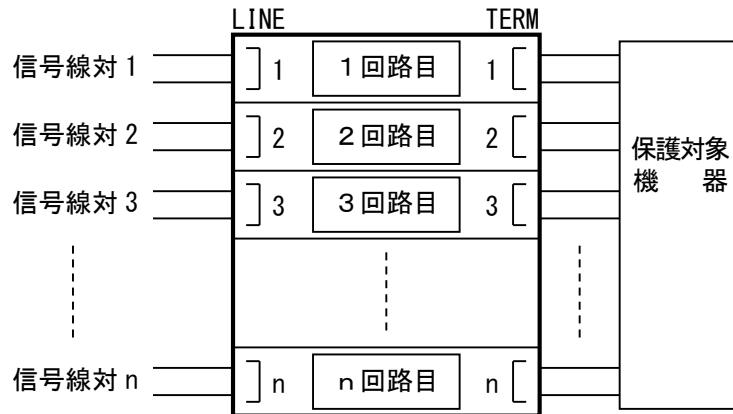 LINE TERM
信号線対 1 1 1回路目 1
信号線対 2 2 2回路目 2
保護対象
機 器
信号線対 3 3 3回路目 3
信号線対 n n n回路目 n